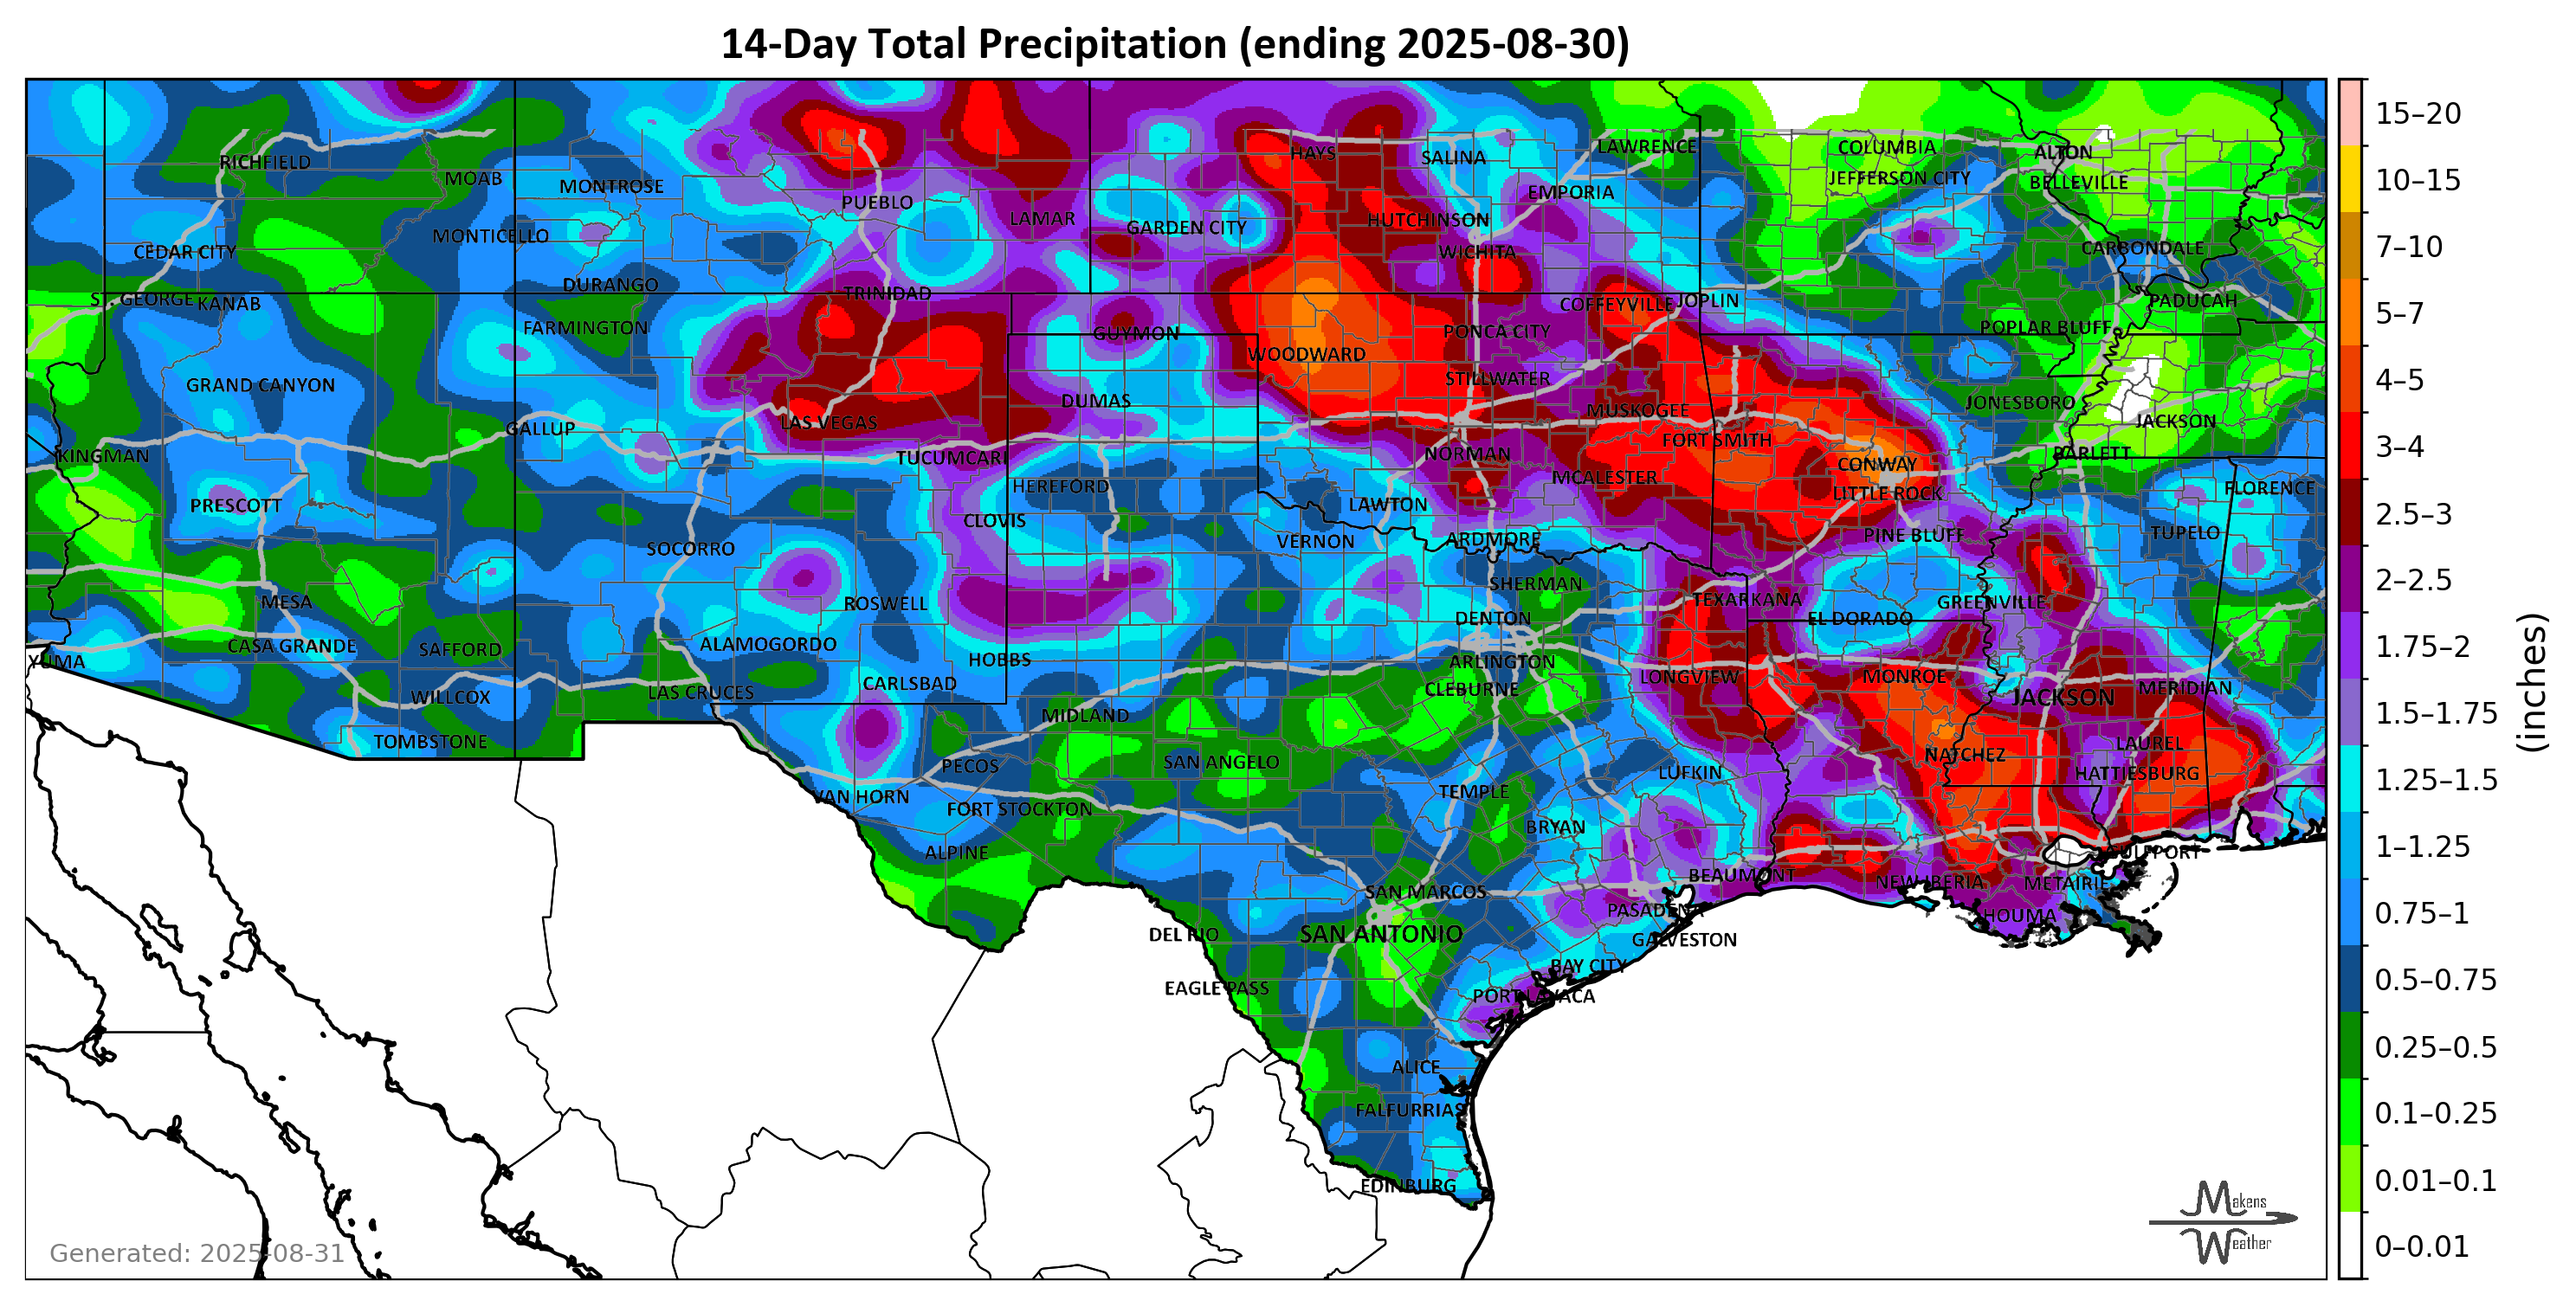 14-Day Total Precipitation (ending 2025-08-30)
15–20
10–15
7–10
5–7
4–5
3–4
2.5–3
2–2.5
1.75–2
1.5–1.75
1.25–1.5
1–1.25
0.75–1
0.5–0.75
0.25–0.5
0.1–0.25
0.01–0.1
0–0.01
(inches)
RICHFIELD
MOAB
MONTROSE
PUEBLO
LAMAR
HAYS
SALINA
LAWRENCE
COLUMBIA
ALTON
JEFFERSON CITY
BELLEVILLE
EMPORIA
GARDEN CITY
HUTCHINSON
WICHITA
MONTICELLO
CEDAR CITY
CARBONDALE
DURANGO
TRINIDAD
ST. GEORGE
KANAB
COFFEYVILLE
JOPLIN
PADUCAH
FARMINGTON
GUYMON
PONCA CITY
POPLAR BLUFF
WOODWARD
GRAND CANYON
STILLWATER
DUMAS
MUSKOGEE
JONESBORO
JACKSON
GALLUP
LAS VEGAS
FORT SMITH
KINGMAN
TUCUMCARI
NORMAN
CONWAY
BARLETT
HEREFORD
MCALESTER
LITTLE ROCK
FLORENCE
PRESCOTT
LAWTON
CLOVIS
PINE BLUFF
TUPELO
SOCORRO
VERNON
ARDMORE
SHERMAN
MESA
ROSWELL
TEXARKANA
GREENVILLE
DENTON
EL DORADO
CASA GRANDE
SAFFORD
ALAMOGORDO
HOBBS
ARLINGTON
YUMA
CARLSBAD
CLEBURNE
LONGVIEW
MONROE
JACKSON
MERIDIAN
WILLCOX
LAS CRUCES
MIDLAND
TOMBSTONE
PECOS
SAN ANGELO
LUFKIN
NATCHEZ
LAUREL
HATTIESBURG
VAN HORN
FORT STOCKTON
TEMPLE
BRYAN
ALPINE
GULFPORT
SAN MARCOS
BEAUMONT
NEW IBERIA
METAIRIE
PASADENA
HOUMA
DEL RIO
SAN ANTONIO
GALVESTON
BAY CITY
EAGLE PASS
PORT LAVACA
ALICE
FALFURRIAS
EDINBURG
Generated: 2025-08-31
Makens
Weather